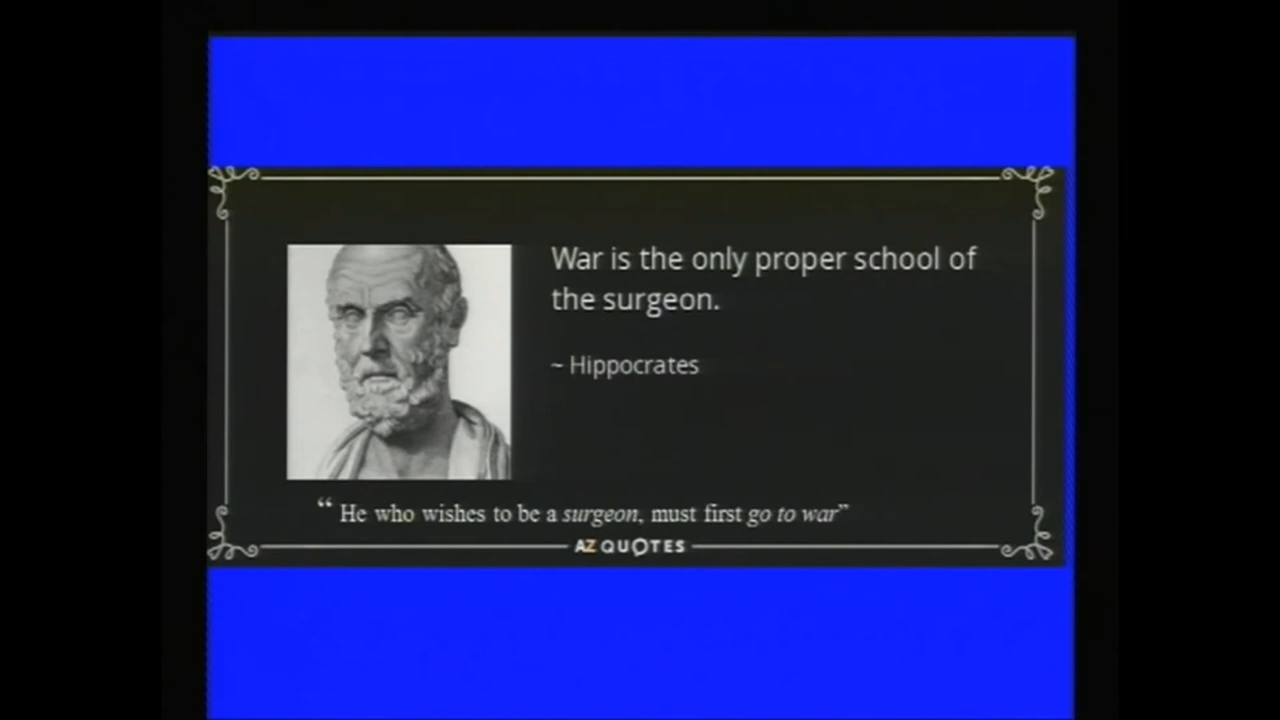 War is the only proper school of
the surgeon.
~ Hippocrates
“ He who wishes to be a surgeon, must first go to war”
AZ QUOTES